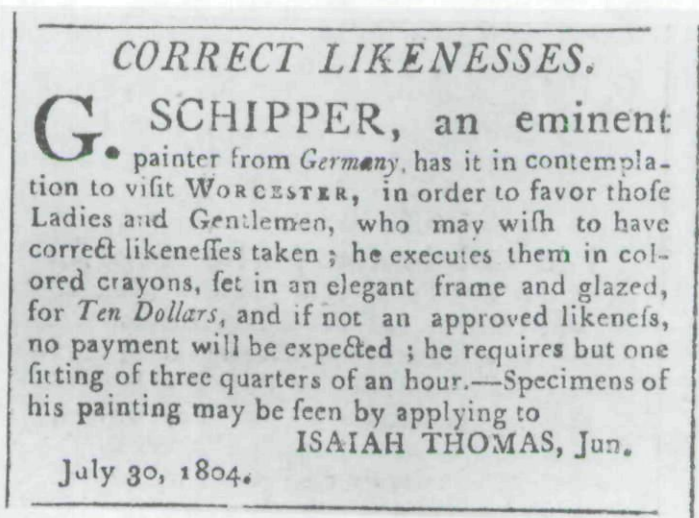 CORRECT LIKENESSES.
G. SCHIPPER, an eminent
painter from Germany, has it in contempla-
tion to viſit WORCESTER, in order to favor thoſe
Ladies and Gentlemen, who may wiſh to have
correct likeneſſes taken ; he executes them in col-
ored crayons, ſet in an elegant frame and glazed,
for Ten Dollars, and if not an approved likeneſs,
no payment will be expected ; he requires but one
ſitting of three quarters of an hour.—Specimens of
his painting may be ſeen by applying to
ISAIAH THOMAS, Jun.
July 30, 1804.